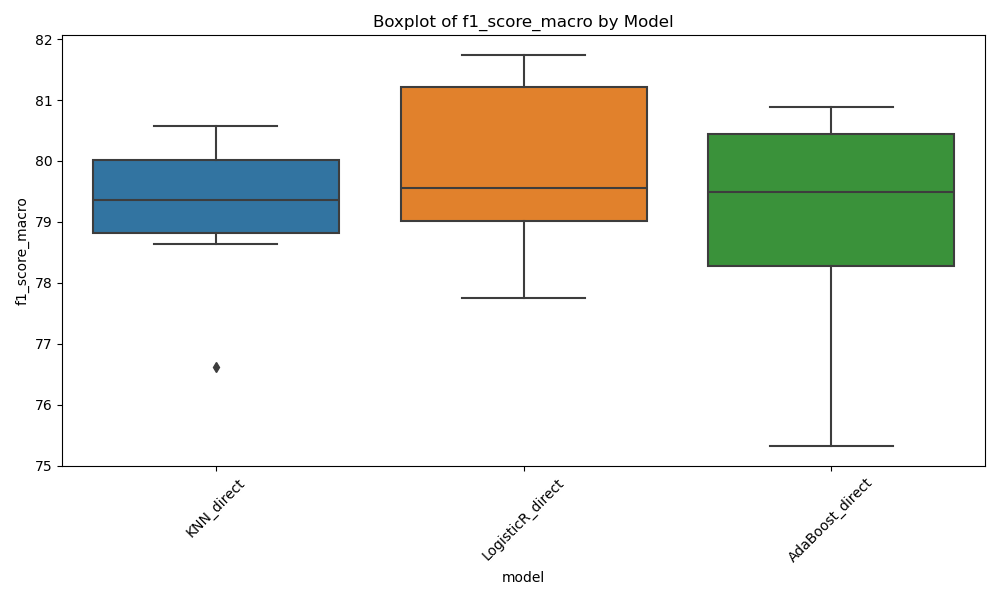 Boxplot of f1_score_macro by Model
f1_score_macro
82
81
80
79
78
77
76
75
KNN_direct
LogisticR_direct
AdaBoost_direct
model